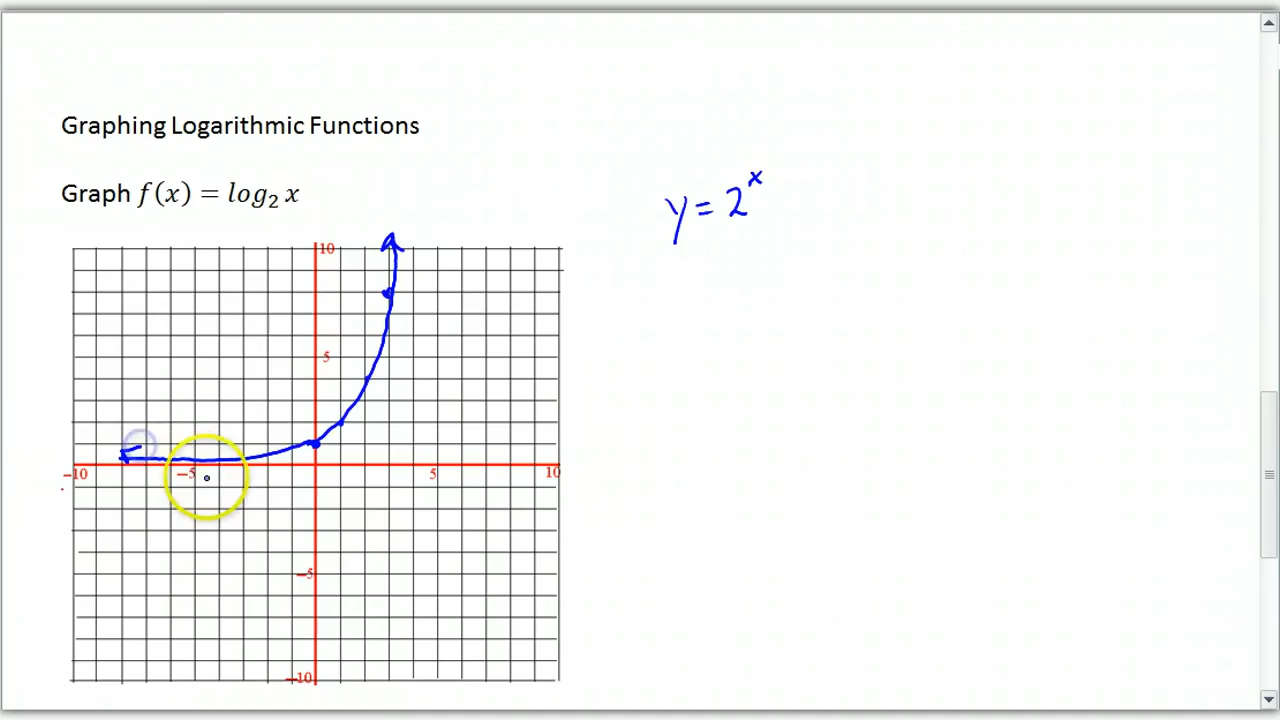 Graphing Logarithmic Functions
Graph f(x) = log₂ x
y = 2ˣ
10
5
−10
−5
5
10
−5
−10